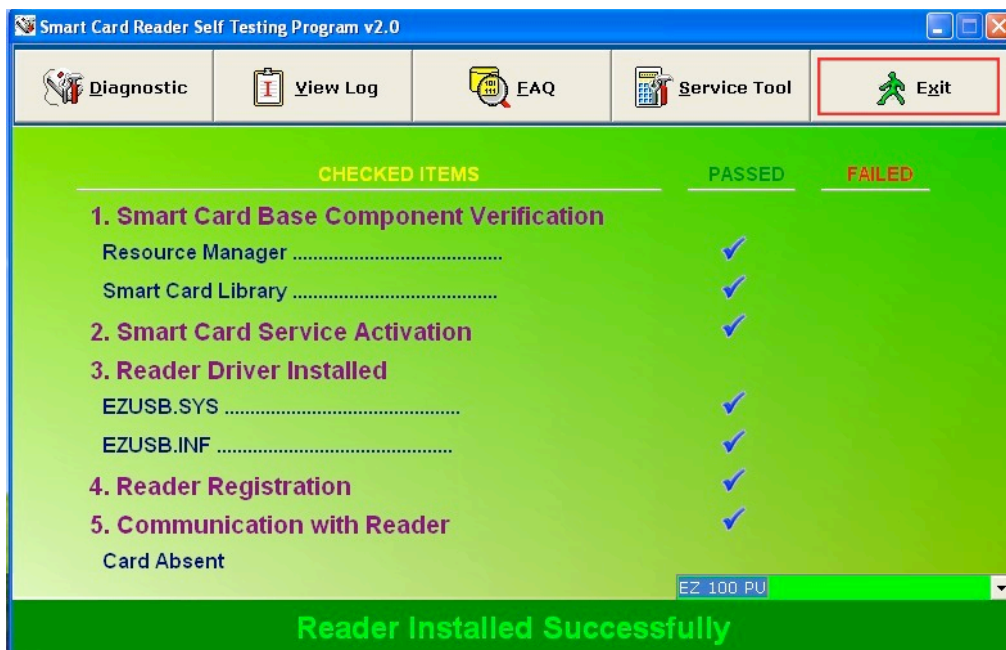 Smart Card Reader Self Testing Program v2.0
Diagnostic View Log FAQ Service Tool Exit
CHECKED ITEMS PASSED FAILED
1. Smart Card Base Component Verification
Resource Manager ..........................................
Smart Card Library .........................................
2. Smart Card Service Activation
3. Reader Driver Installed
EZUSB.SYS ...............................................
EZUSB.INF ...............................................
4. Reader Registration
5. Communication with Reader
Card Absent
EZ 100 PU
Reader Installed Successfully